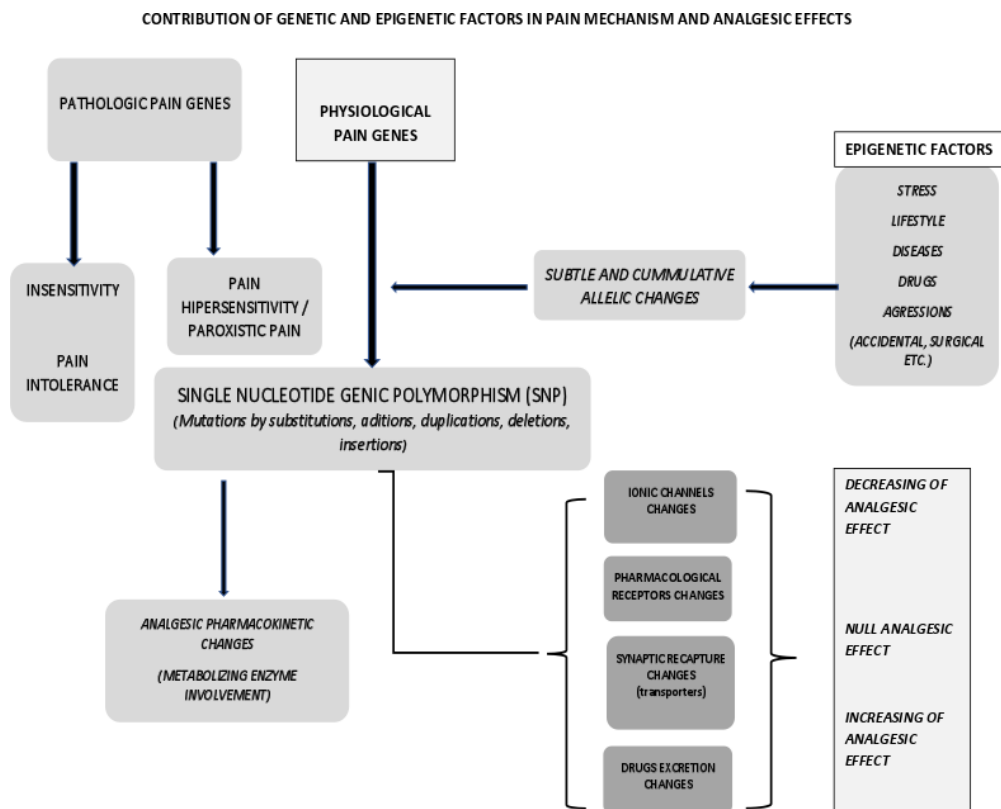 CONTRIBUTION OF GENETIC AND EPIGENETIC FACTORS IN PAIN MECHANISM AND ANALGESIC EFFECTS
PATHOLOGIC PAIN GENES
PHYSIOLOGICAL
PAIN GENES
EPIGENETIC FACTORS
STRESS
LIFESTYLE
DISEASES
DRUGS
AGRESSIONS
(ACCIDENTAL, SURGICAL
ETC.)
SUBTLE AND CUMMULATIVE
ALLELIC CHANGES
INSENSITIVITY
PAIN
INTOLERANCE
PAIN
HIPERSENSITIVITY /
PAROXISTIC PAIN
SINGLE NUCLEOTIDE GENIC POLYMORPHISM (SNP)
(Mutations by substitutions, aditions, duplications, deletions,
insertions)
ANALGESIC PHARMACOKINETIC
CHANGES
(METABOLIZING ENZYME
INVOLVEMENT)
IONIC CHANNELS
CHANGES
PHARMACOLOGICAL
RECEPTORS CHANGES
SYNAPTIC RECAPTURE
CHANGES
(transporters)
DRUGS EXCRETION
CHANGES
DECREASING OF
ANALGESIC
EFFECT
NULL ANALGESIC
EFFECT
INCREASING OF
ANALGESIC
EFFECT